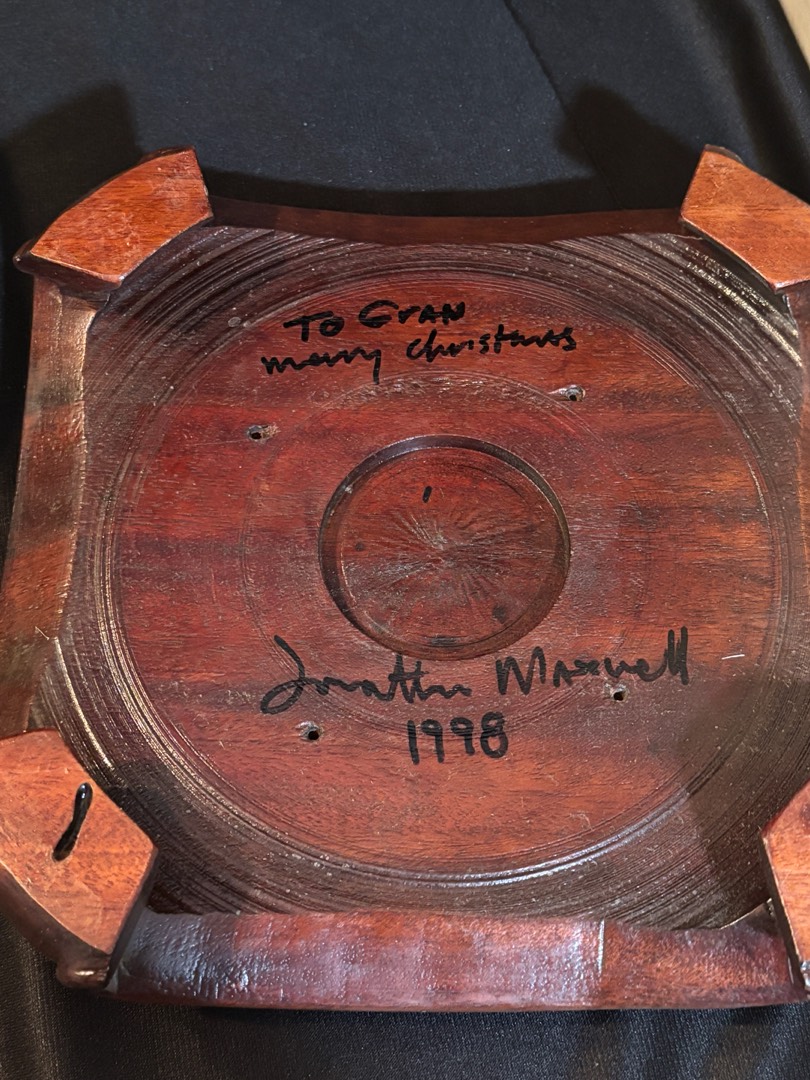 TO GRAN
merry christmas
Jonathan Maxwell
1998